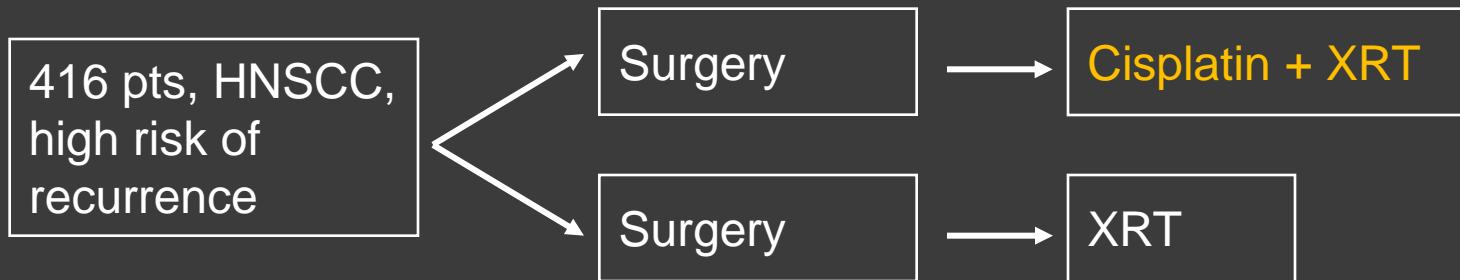 416 pts, HNSCC,
high risk of
recurrence
Surgery
Cisplatin + XRT
Surgery
XRT